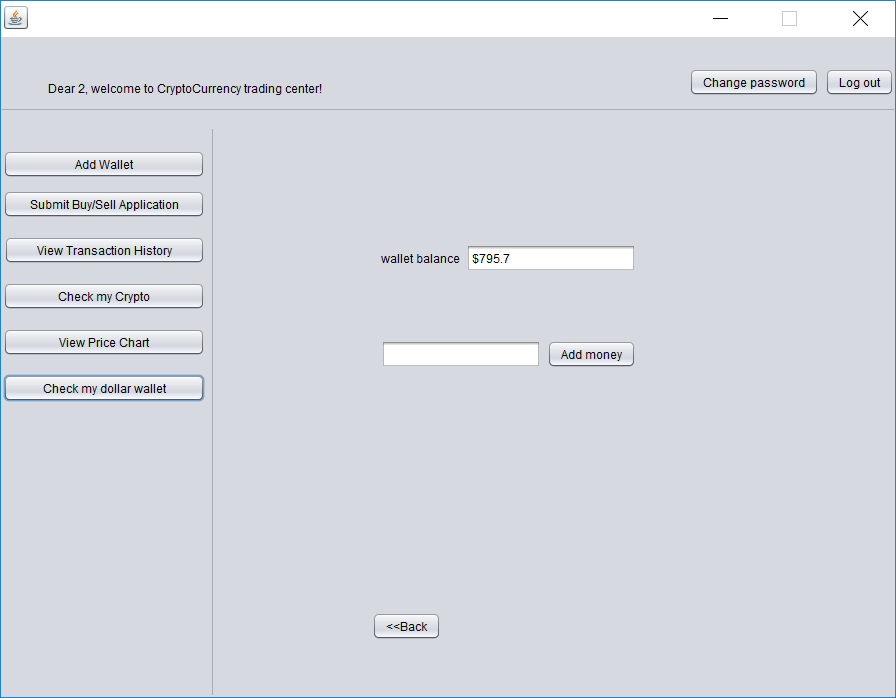 Dear 2, welcome to CryptoCurrency trading center!
Change password
Log out
Add Wallet
Submit Buy/Sell Application
View Transaction History
wallet balance $795.7
Check my Crypto
View Price Chart
Add money
Check my dollar wallet
<<Back